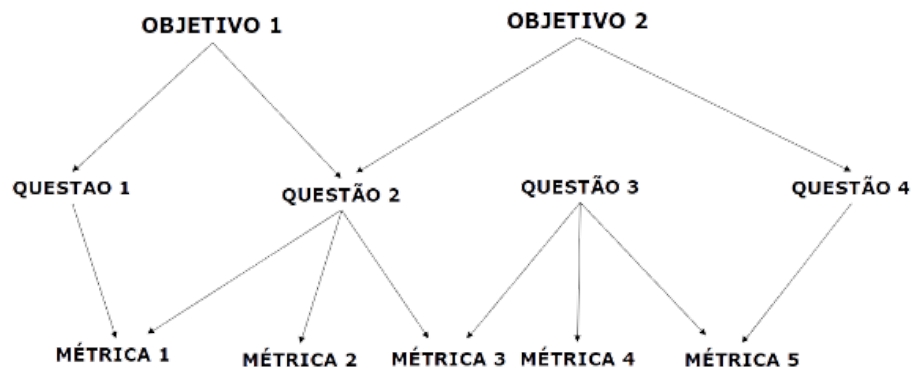 OBJETIVO 1
OBJETIVO 2
QUESTAO 1
QUESTÃO 2
QUESTÃO 3
QUESTÃO 4
MÉTRICA 1
MÉTRICA 2
MÉTRICA 3
MÉTRICA 4
MÉTRICA 5